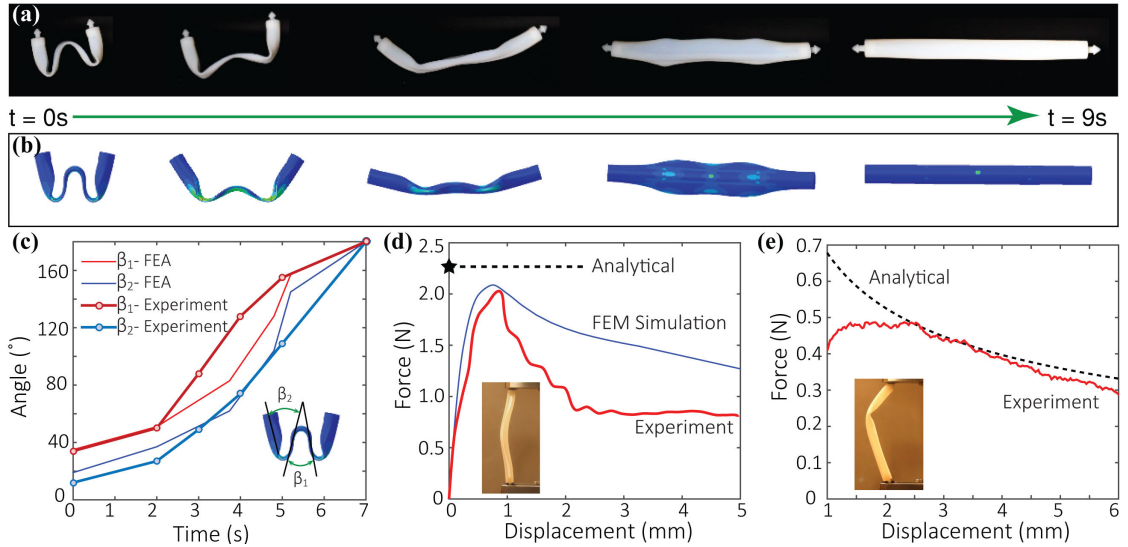 (a)
t = 0s
t = 9s
(b)
(c)
β1- FEA
β2- FEA
β1- Experiment
β2- Experiment
160
120
80
40
0
Angle (°)
β2
β1
0 1 2 3 4 5 6 7
Time (s)
(d)
2.5
2.0
1.5
1.0
0.5
0
Force (N)
Analytical
FEM Simulation
Experiment
0 1 2 3 4 5
Displacement (mm)
(e)
0.7
0.6
0.5
0.4
0.3
0.2
0.1
0
Force (N)
Analytical
Experiment
1 2 3 4 5 6
Displacement (mm)